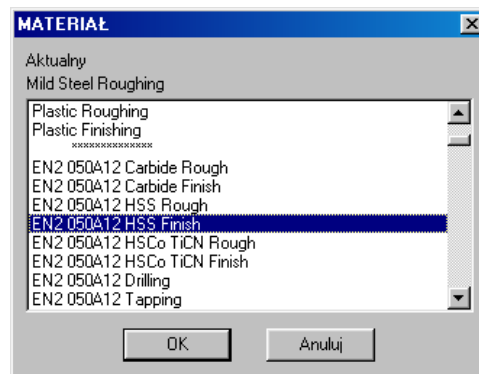 MATERIAŁ
Aktualny
Mild Steel Roughing
Plastic Roughing
Plastic Finishing
××××××××××××××
EN2 050A12 Carbide Rough
EN2 050A12 Carbide Finish
EN2 050A12 HSS Rough
EN2 050A12 HSS Finish
EN2 050A12 HSCo TiCN Rough
EN2 050A12 HSCo TiCN Finish
EN2 050A12 Drilling
EN2 050A12 Tapping
OK Anuluj